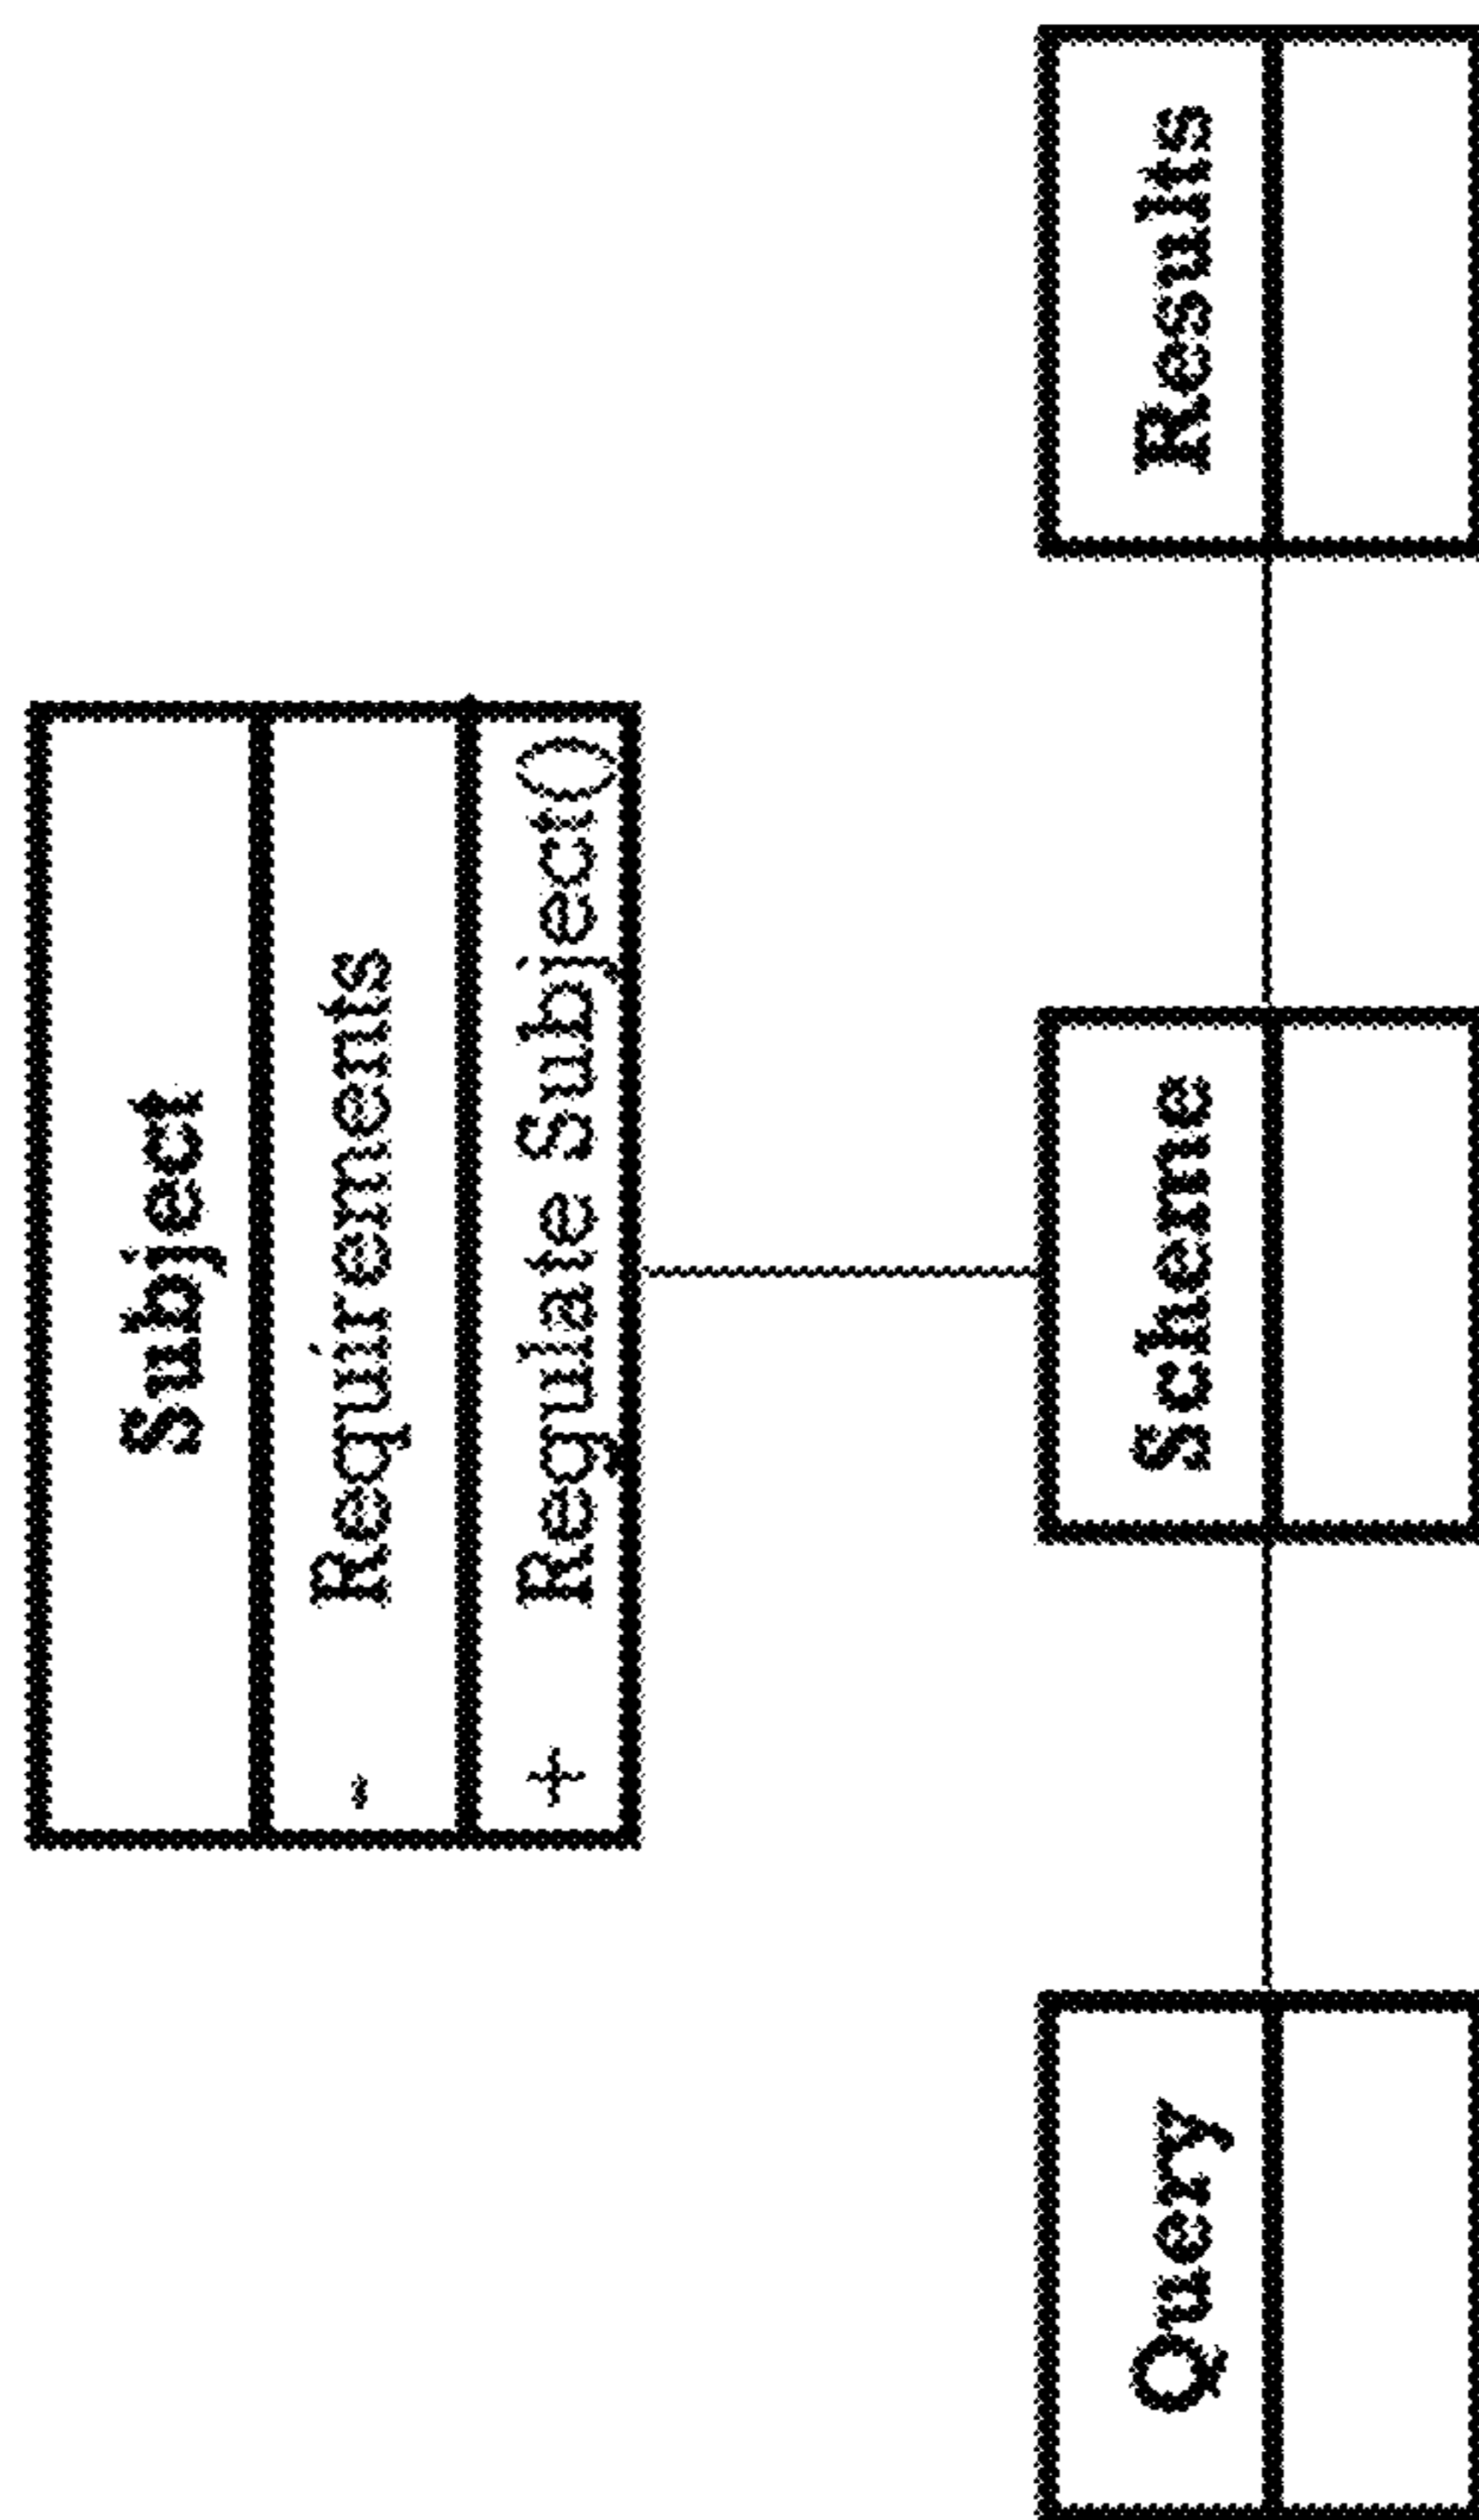 Subject
- Requirements
+ Regulate Subject()
Query
Scheme
Results